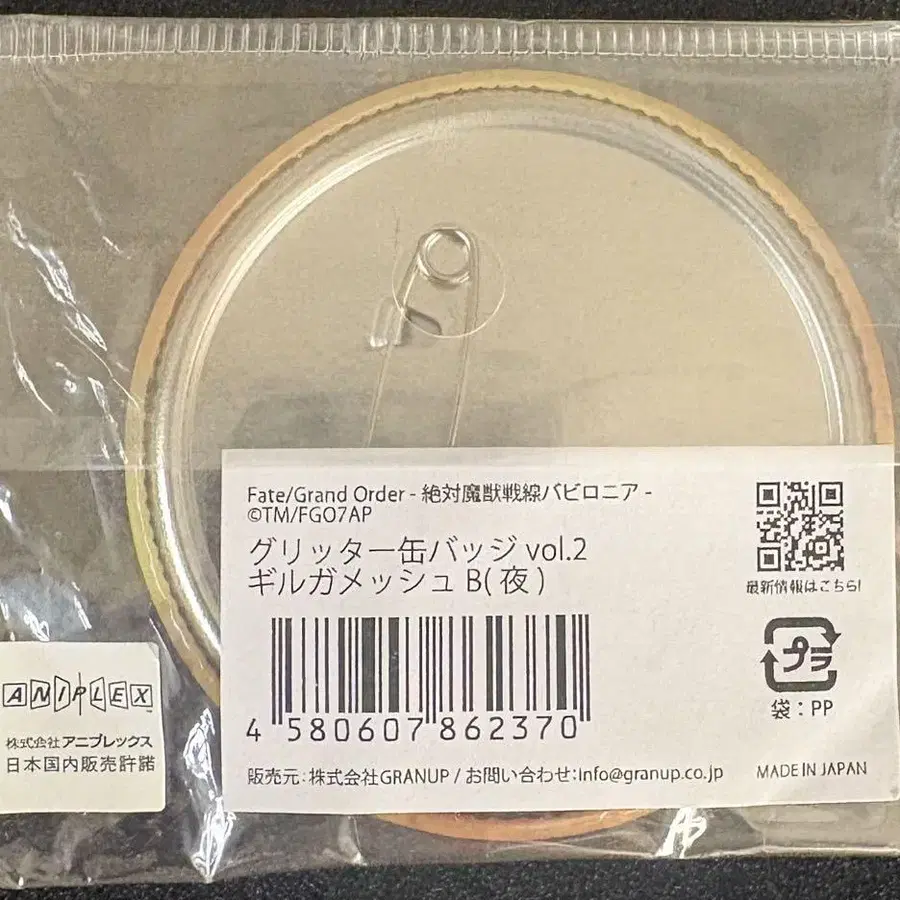 Fate/Grand Order - 絶対魔獣戦線バビロニア -
©TM/FGO7AP
グリッター缶バッジ vol.2
ギルガメッシュ B( 夜 )
4 580607 862370
販売元：株式会社GRANUP / お問い合わせ：info@granup.co.jp
最新情報はこちら!
プラ
袋：PP
MADE IN JAPAN
ANIPLEX
株式会社アニプレックス
日本国内販売許諾